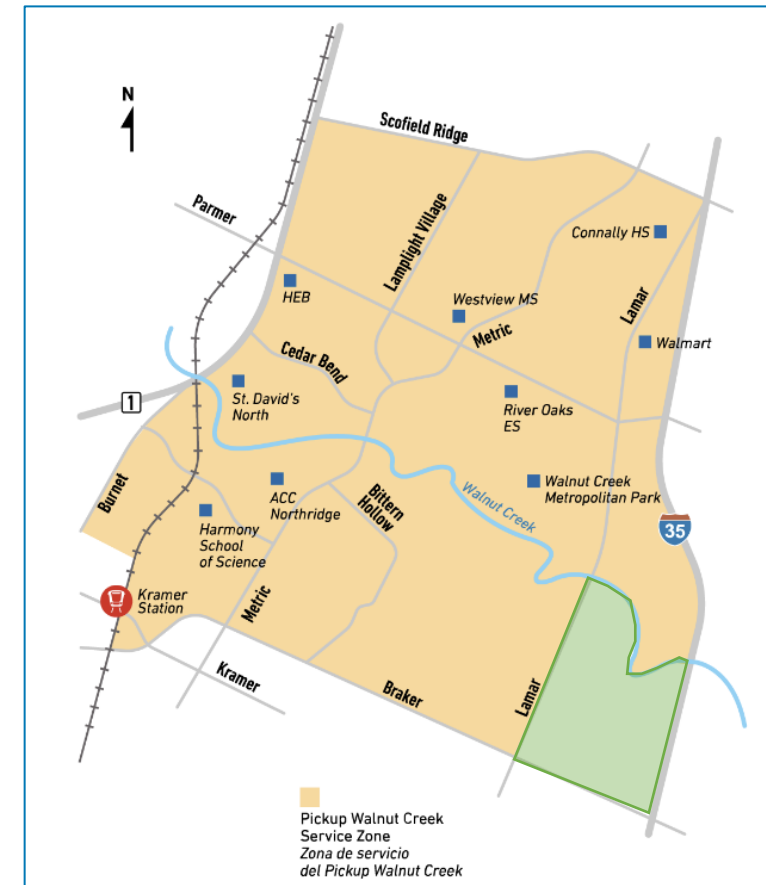 N
Scofield Ridge
Parmer
Lamplight Village
Connally HS
HEB
Westview MS
Metric
Lamar
Walmart
Cedar Bend
St. David's
North
River Oaks
ES
1
Burnet
ACC
Northridge
Bittern
Hollow
Walnut Creek
Walnut Creek
Metropolitan Park
35
Harmony
School
of Science
Kramer
Station
Metric
Kramer
Braker
Lamar
Pickup Walnut Creek
Service Zone
Zona de servicio
del Pickup Walnut Creek